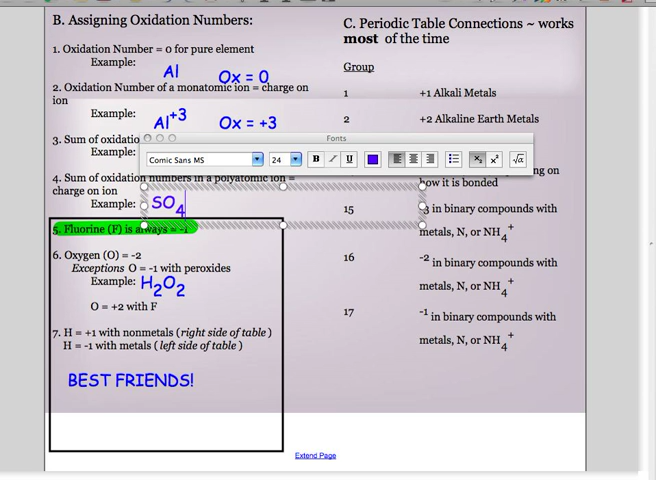 B. Assigning Oxidation Numbers:
1. Oxidation Number = 0 for pure element
Example:
Al Ox = 0
2. Oxidation Number of a monatomic ion = charge on
ion
Example:
Al+3 Ox = +3
3. Sum of oxidatio
Example:
4. Sum of oxidation numbers in a polyatomic ion =
charge on ion
Example:
SO4
5. Fluorine (F) is always = -1
6. Oxygen (O) = -2
Exceptions O = -1 with peroxides
Example: H2O2
O = +2 with F
7. H = +1 with nonmetals (right side of table)
H = -1 with metals (left side of table)
BEST FRIENDS!
C. Periodic Table Connections ~ works
most of the time
Group
1 +1 Alkali Metals
2 +2 Alkaline Earth Metals
Fonts
Comic Sans MS 24 B I U X₂ X² √α
on
how it is bonded
15 -3 in binary compounds with
metals, N, or NH4+
16 -2 in binary compounds with
metals, N, or NH4+
17 -1 in binary compounds with
metals, N, or NH4+
Extend Page